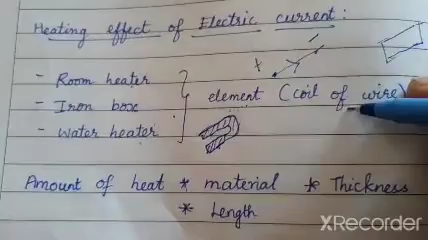 Heating effect of Electric current :
- Room heater
- Iron box
- Water heater
element (coil of wire)
Amount of heat * material * Thickness
* Length
XRecorder